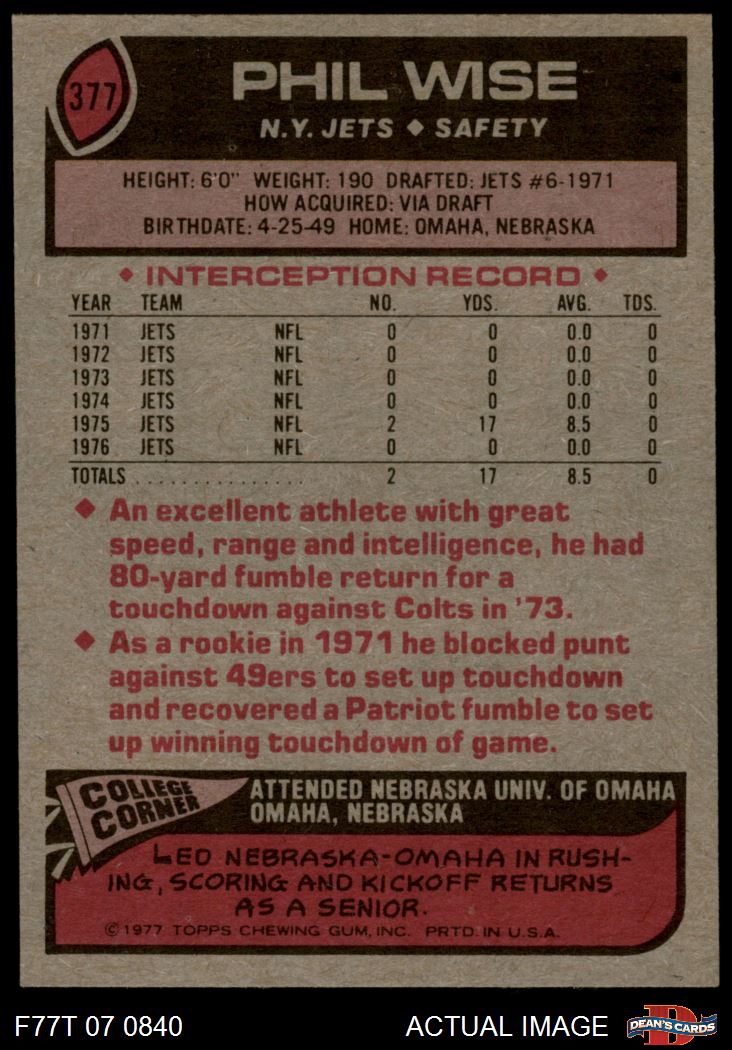 377
PHIL WISE
N.Y. JETS ◆ SAFETY
HEIGHT: 6'0" WEIGHT: 190 DRAFTED: JETS #6-1971
HOW ACQUIRED: VIA DRAFT
BIRTHDATE: 4-25-49 HOME: OMAHA, NEBRASKA
◆ INTERCEPTION RECORD ◆
YEAR TEAM NO. YDS. AVG. TDS.
1971 JETS NFL 0 0 0.0 0
1972 JETS NFL 0 0 0.0 0
1973 JETS NFL 0 0 0.0 0
1974 JETS NFL 0 0 0.0 0
1975 JETS NFL 2 17 8.5 0
1976 JETS NFL 0 0 0.0 0
TOTALS . . . . . . . . . . . . . . . 2 17 8.5 0
◆ An excellent athlete with great
speed, range and intelligence, he had
80-yard fumble return for a
touchdown against Colts in '73.
◆ As a rookie in 1971 he blocked punt
against 49ers to set up touchdown
and recovered a Patriot fumble to set
up winning touchdown of game.
COLLEGE
CORNER
ATTENDED NEBRASKA UNIV. OF OMAHA
OMAHA, NEBRASKA
LED NEBRASKA-OMAHA IN RUSH-
ING, SCORING AND KICKOFF RETURNS
AS A SENIOR.
©1977 TOPPS CHEWING GUM, INC. PRTD. IN U.S.A.
F77T 07 0840 ACTUAL IMAGE
D
DEAN'S CARDS